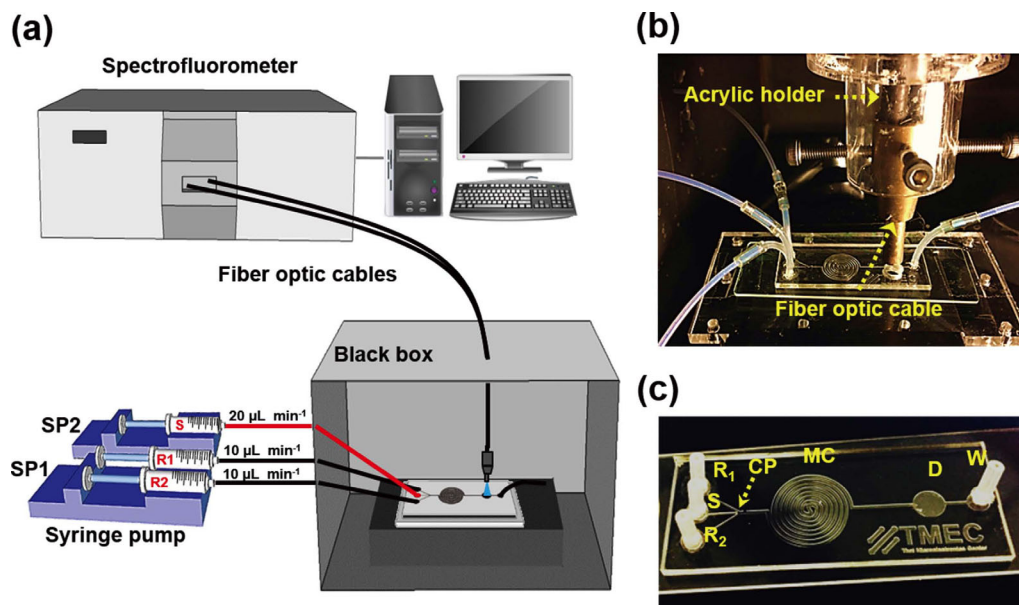 (a)
Spectrofluorometer
Fiber optic cables
Black box
SP2
S
20 µL min⁻¹
SP1
R1
10 µL min⁻¹
R2
10 µL min⁻¹
Syringe pump
(b)
Acrylic holder
Fiber optic cable
(c)
R₁
CP
MC
D
W
S
R₂
TMEC
Thai Microelectronics Center